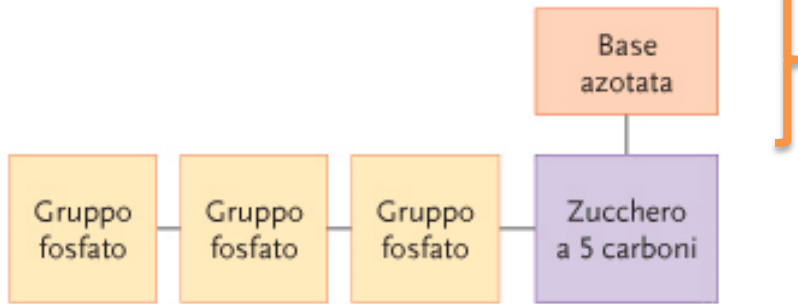 Base
azotata
Gruppo
fosfato
Gruppo
fosfato
Gruppo
fosfato
Zucchero
a 5 carboni